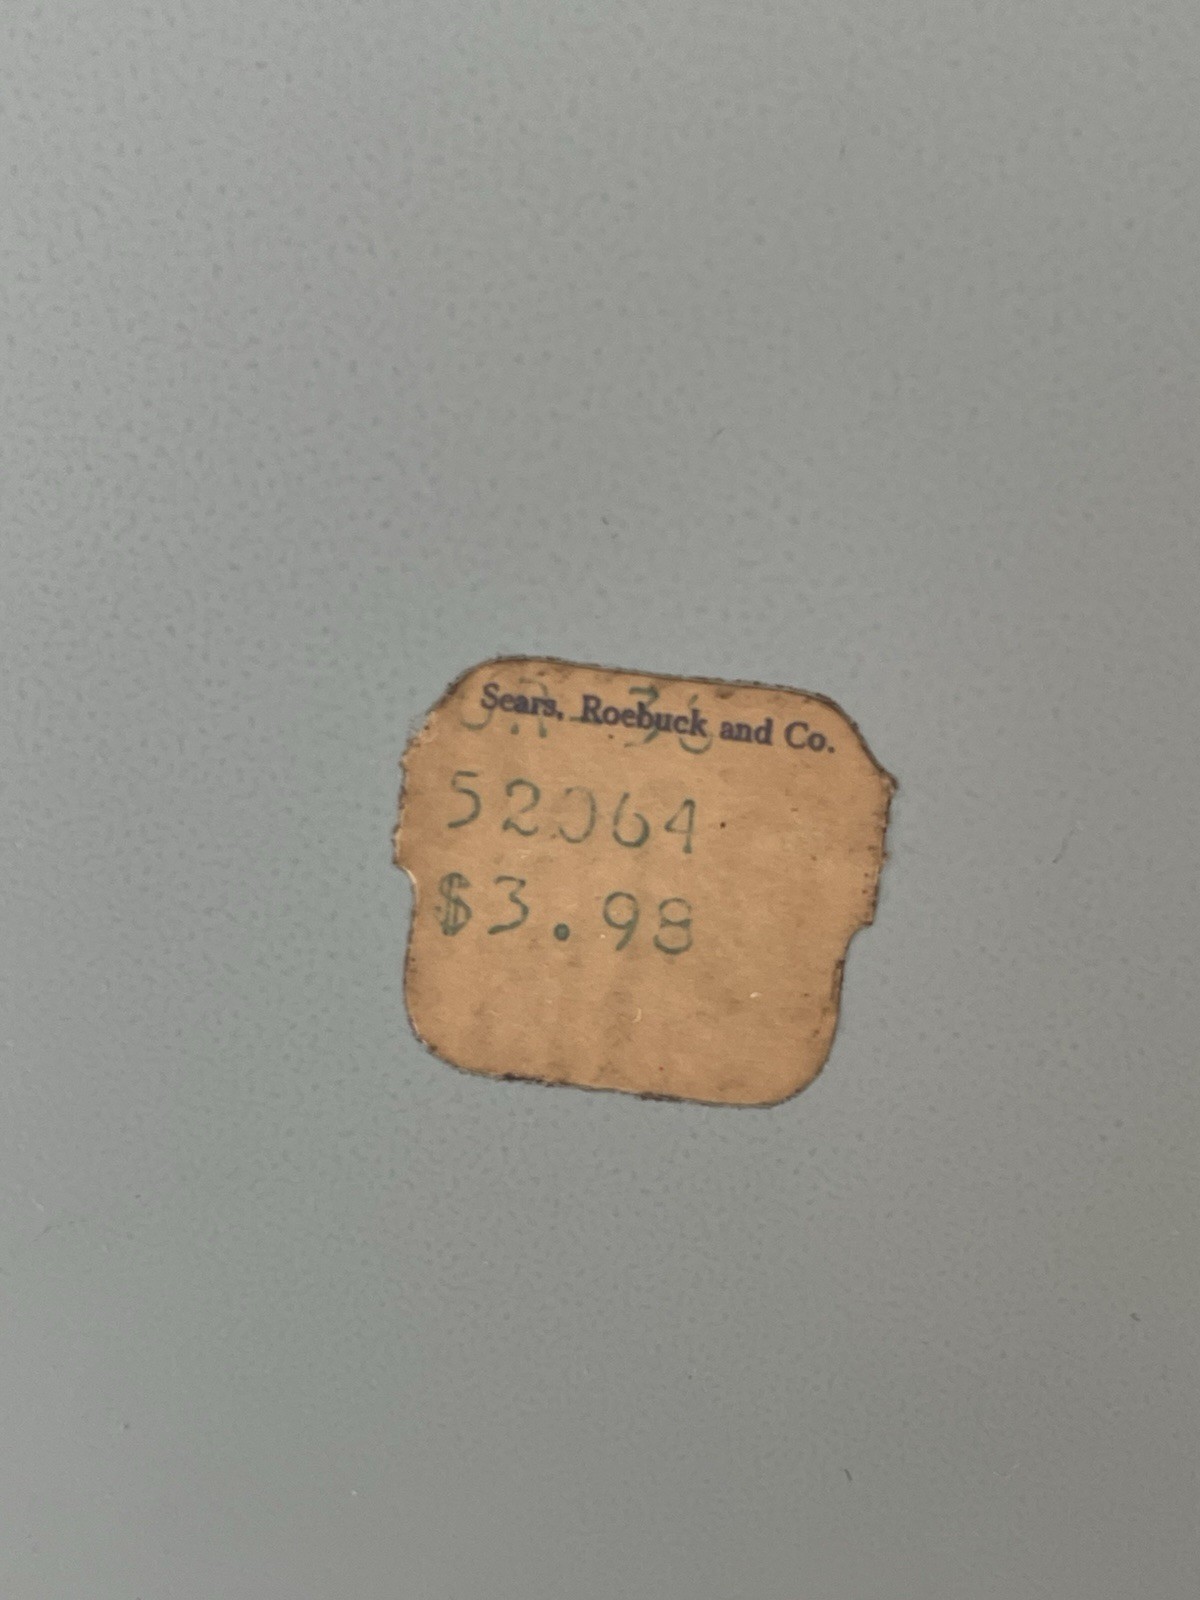 Sears, Roebuck and Co.
52064
$3.98